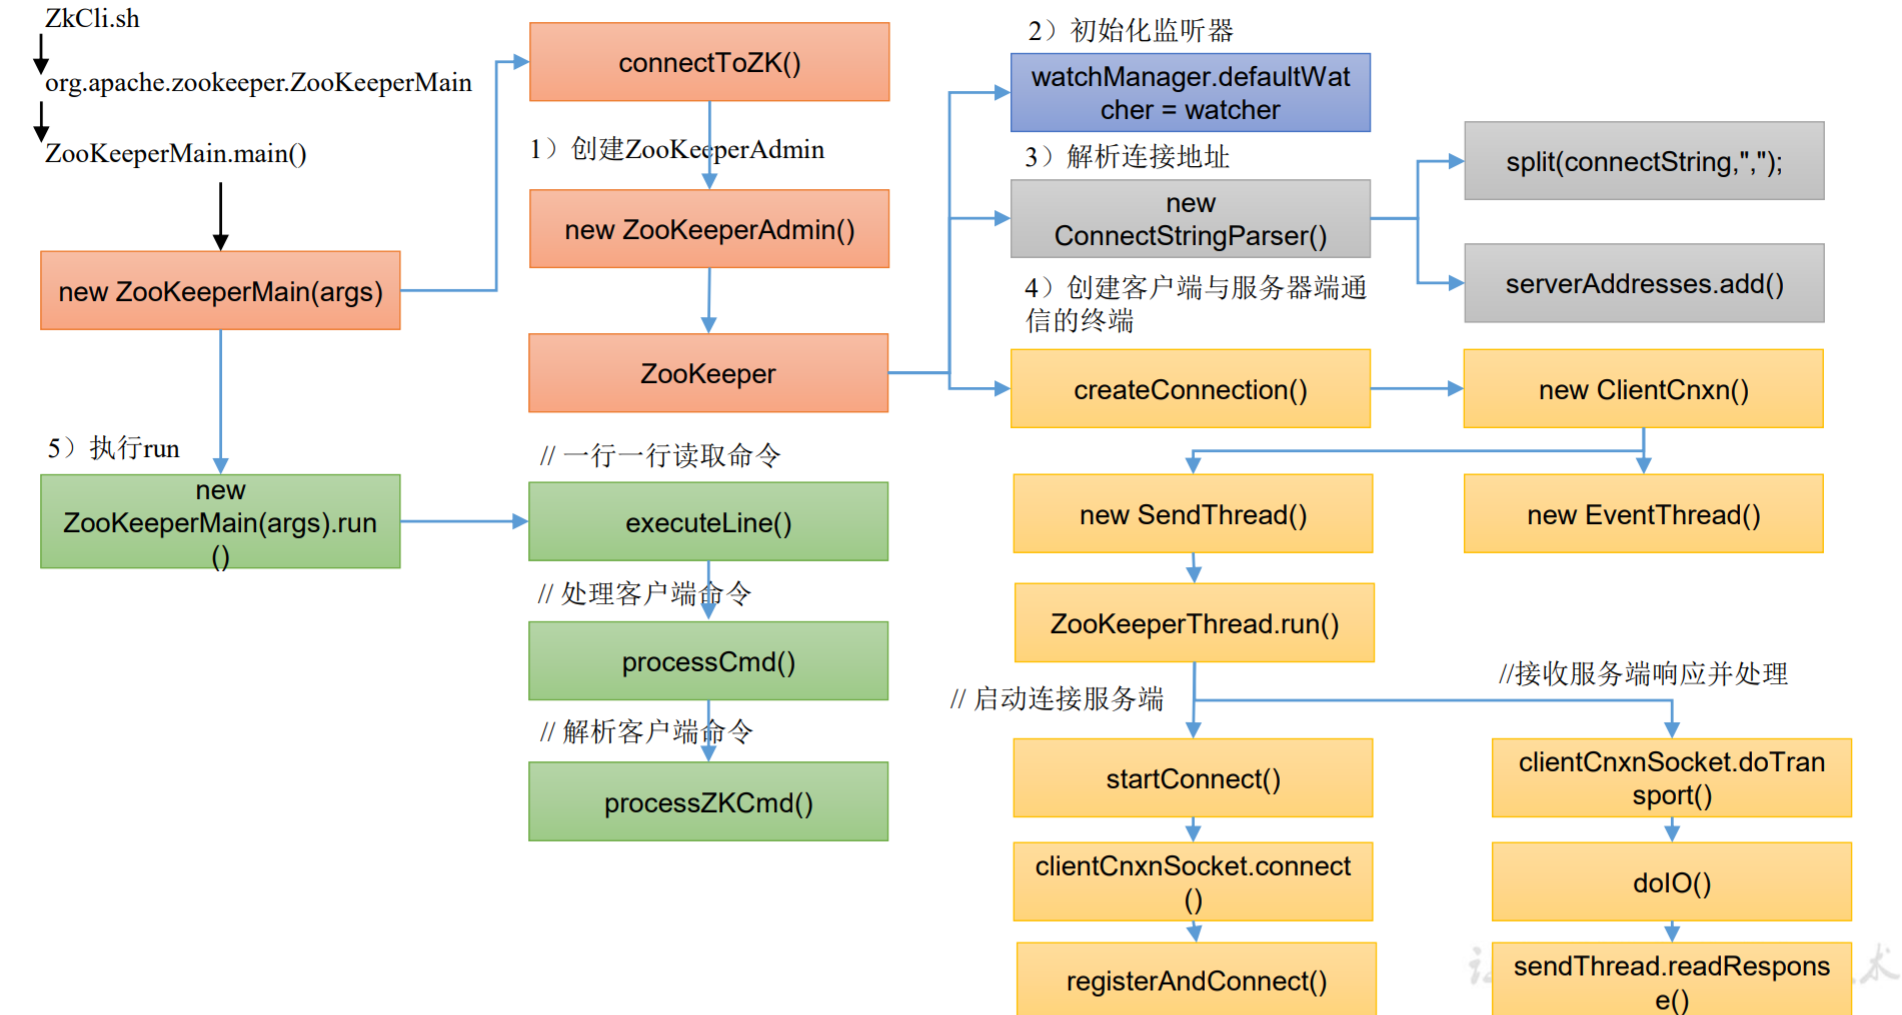 ZkCli.sh
org.apache.zookeeper.ZooKeeperMain
ZooKeeperMain.main()
new ZooKeeperMain(args)
5）执行run
new
ZooKeeperMain(args).run
()
connectToZK()
1）创建ZooKeeperAdmin
new ZooKeeperAdmin()
ZooKeeper
// 一行一行读取命令
executeLine()
// 处理客户端命令
processCmd()
// 解析客户端命令
processZKCmd()
2）初始化监听器
watchManager.defaultWat
cher = watcher
3）解析连接地址
new
ConnectStringParser()
split(connectString,",");
serverAddresses.add()
4）创建客户端与服务器端通
信的终端
createConnection()
new ClientCnxn()
new SendThread()
new EventThread()
ZooKeeperThread.run()
// 启动连接服务端
startConnect()
clientCnxnSocket.connect
()
registerAndConnect()
//接收服务端响应并处理
clientCnxnSocket.doTran
sport()
doIO()
sendThread.readRespons
e()
术